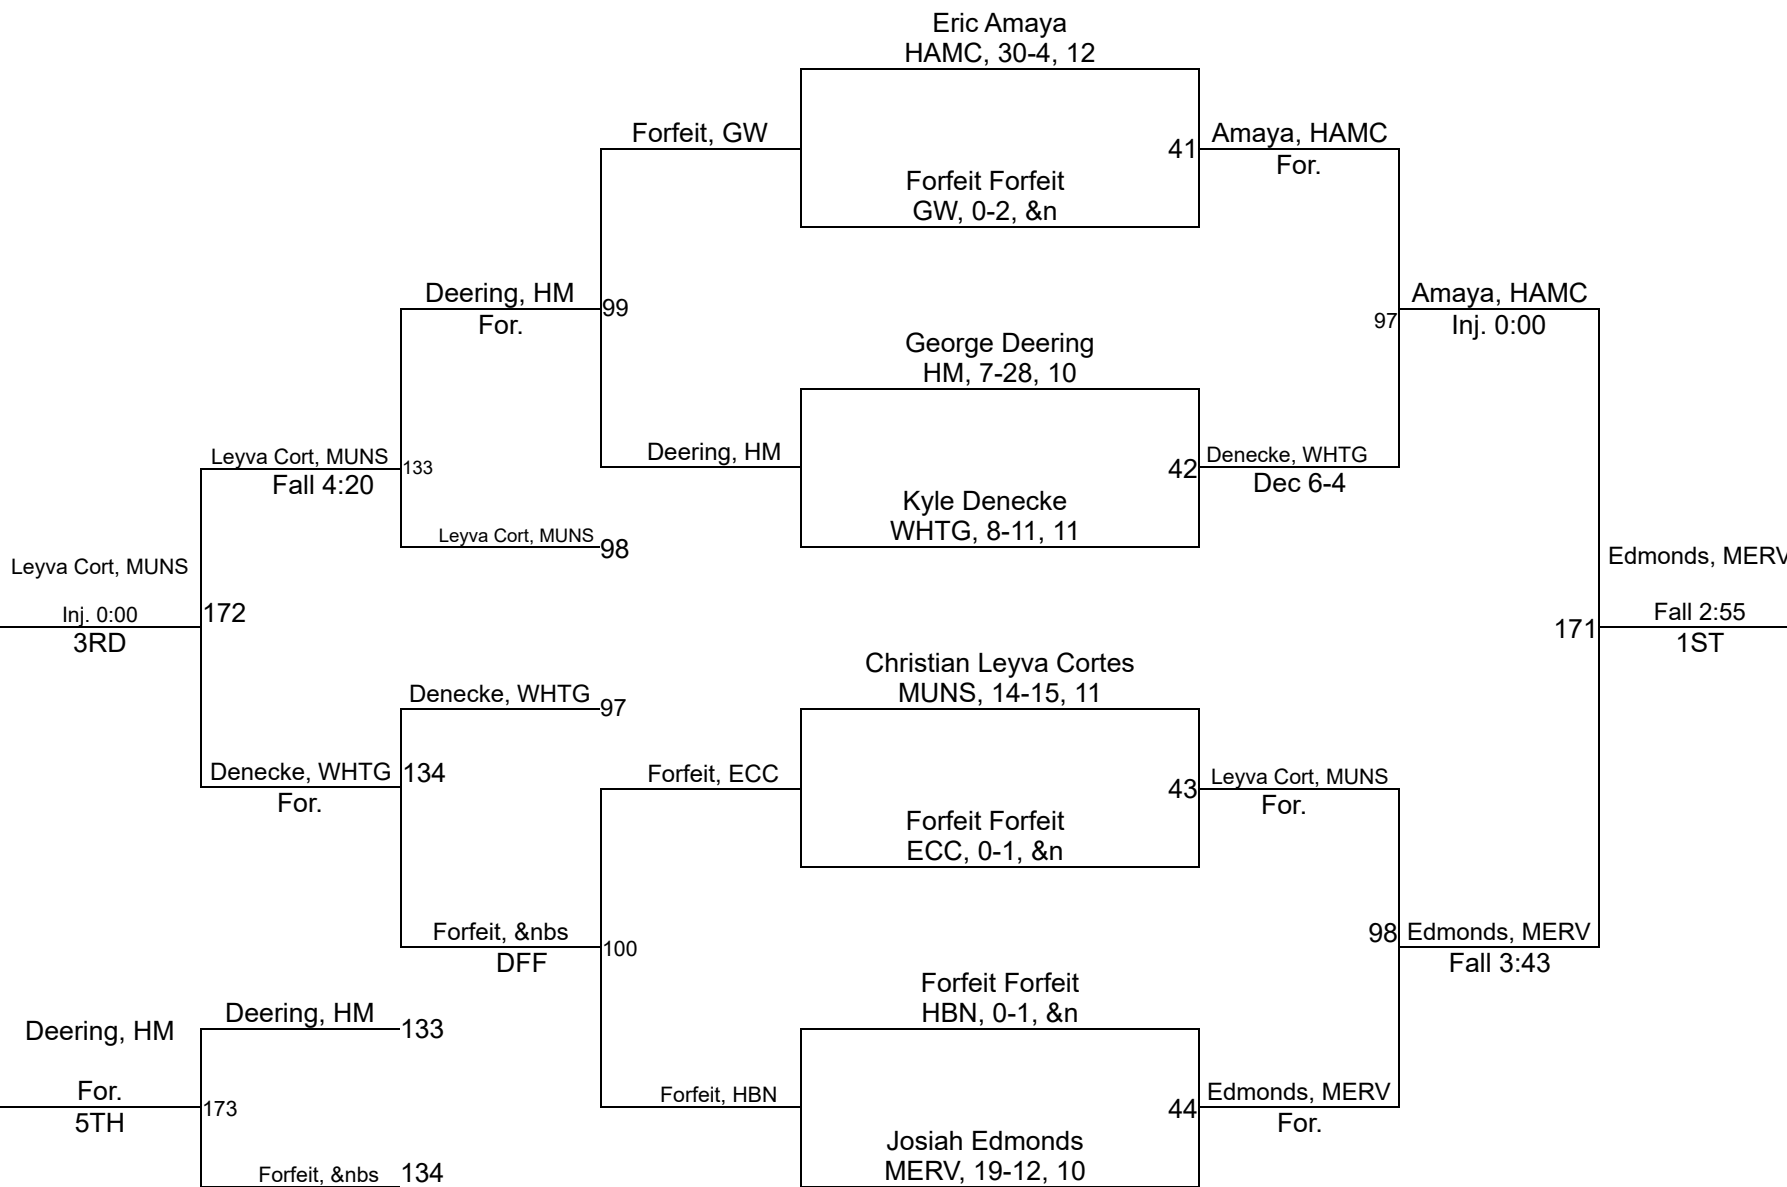 Eric Amaya
HAMC, 30-4, 12
Forfeit, GW
41
Amaya, HAMC
For.
Forfeit Forfeit
GW, 0-2, &n
Deering, HM
For.
99
97
Amaya, HAMC
Inj. 0:00
George Deering
HM, 7-28, 10
Deering, HM
42
Denecke, WHTG
Dec 6-4
Leyva Cort, MUNS
Fall 4:20
133
Kyle Denecke
WHTG, 8-11, 11
Leyva Cort, MUNS
98
Leyva Cort, MUNS
Inj. 0:00
3RD
172
Edmonds, MERV
171
Fall 2:55
1ST
Christian Leyva Cortes
MUNS, 14-15, 11
Denecke, WHTG
97
Denecke, WHTG
For.
134
Forfeit, ECC
43
Leyva Cort, MUNS
For.
Forfeit Forfeit
ECC, 0-1, &n
Forfeit, &nbs
DFF
100
98
Edmonds, MERV
Fall 3:43
Forfeit Forfeit
HBN, 0-1, &n
Deering, HM
Deering, HM
133
For.
5TH
173
Forfeit, HBN
44
Edmonds, MERV
For.
Josiah Edmonds
MERV, 19-12, 10
Forfeit, &nbs
134